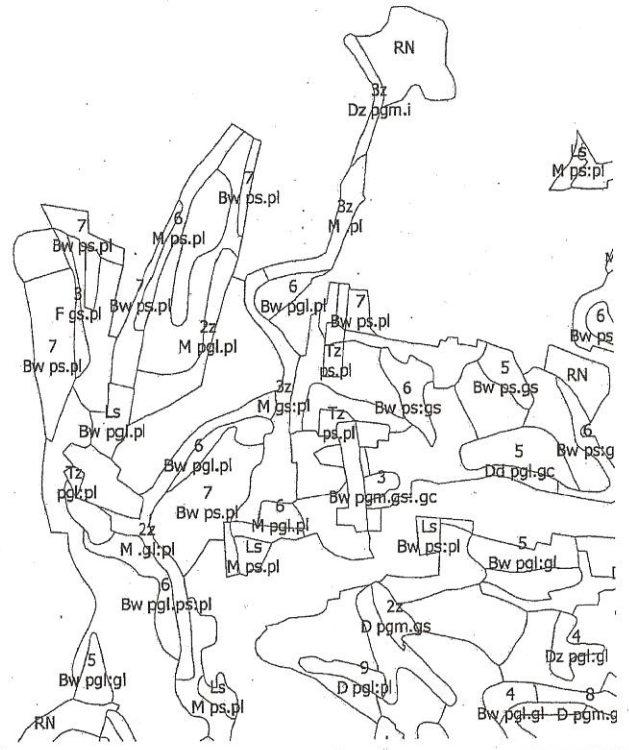 RN
3z
Dz pgm.i
Ls
M ps:pl
7
Bw ps.pl
6
M ps.pl
3z
M .pl
7
Bw ps.pl
3
F gs.pl
7
Bw ps.pl
6
Bw pgl.pl
7
Bw ps.pl
6
Bw ps
2z
M pgl.pl
7
Bw ps.pl
Tz
ps.pl
5
Bw ps.gs
RN
3z
M gs:pl
6
Bw ps:gs
Ls
Bw pgl.pl
Tz
ps.pl
6
Bw ps:g
6
Bw pgl.pl
5
Dd pgl.gc
Tz
pgl:pl
3
Bw pgm.gs:.gc
7
Bw ps.pl
6
M pgl.pl
2z
M .gl:pl
Ls
M ps.pl
Ls
Bw ps:pl
5
Bw pgl:gl
6
Bw pgl.ps:pl
2z
D pgm.gs
4
Dz pgl:gl
5
Bw pgl:gl
9
D pgl:pl
Ls
M ps.pl
4
Bw pgl.gl
8
D pgm.g
RN